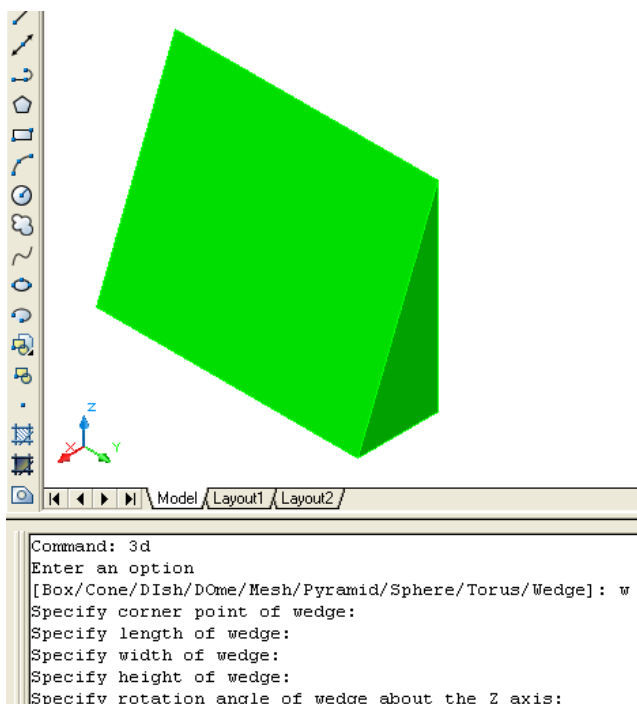 Z
X
Y
Model Layout1 Layout2
Command: 3d
Enter an option
[Box/Cone/DIsh/DOme/Mesh/Pyramid/Sphere/Torus/Wedge]: w
Specify corner point of wedge:
Specify length of wedge:
Specify width of wedge:
Specify height of wedge:
Specify rotation angle of wedge about the Z axis: